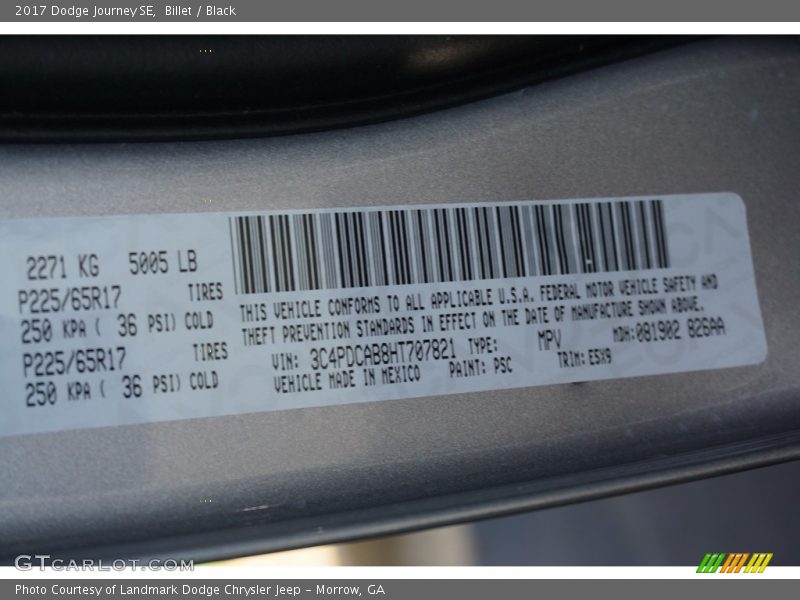 2017 Dodge Journey SE, Billet / Black
2271 KG 5005 LB
P225/65R17 TIRES
250 KPA ( 36 PSI) COLD
P225/65R17 TIRES
250 KPA ( 36 PSI) COLD
THIS VEHICLE CONFORMS TO ALL APPLICABLE U.S.A. FEDERAL MOTOR VEHICLE SAFETY AND
THEFT PREVENTION STANDARDS IN EFFECT ON THE DATE OF MANUFACTURE SHOWN ABOVE.
VIN: 3C4PDCAB8HT707821 TYPE: MPV MDH:081902 826AA
VEHICLE MADE IN MEXICO PAINT: PSC TRIM: E5X9
GTCARLOT.COM
Photo Courtesy of Landmark Dodge Chrysler Jeep - Morrow, GA